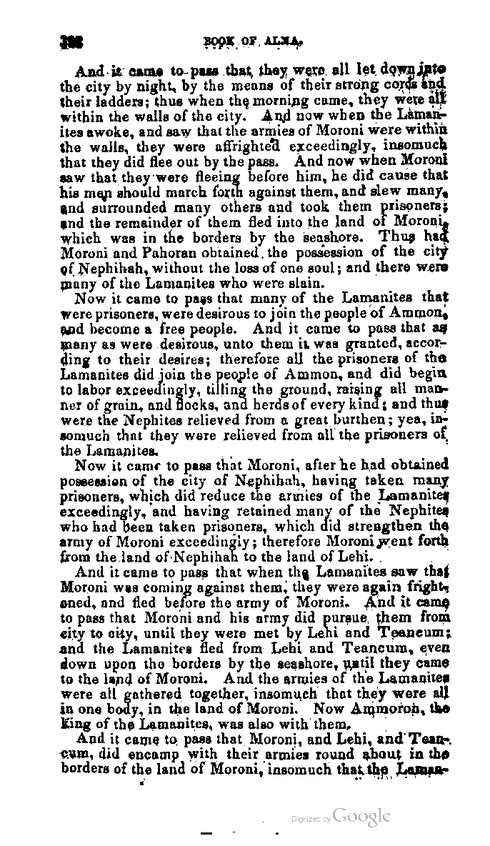 BOOK OF ALMA.
And it came to pass that, they were all let down into
the city by night, by the means of their strong cords and
their ladders; thus when the morning came, they were all
within the walls of the city. And now when the Laman-
ites awoke, and saw that the armies of Moroni were within
the walls, they were affrighted exceedingly, insomuch
that they did flee out by the pass. And now when Moroni
saw that they were fleeing before him, he did cause that
his men should march forth against them, and slew many,
and surrounded many others and took them prisoners;
and the remainder of them fled into the land of Moroni,
which was in the borders by the seashore. Thus had
Moroni and Pahoran obtained the possession of the city
of Nephihah, without the loss of one soul; and there were
many of the Lamanites who were slain.
Now it came to pass that many of the Lamanites that
were prisoners, were desirous to join the people of Ammon,
and become a free people. And it came to pass that as
many as were desirous, unto them it was granted, accor-
ding to their desires; therefore all the prisoners of the
Lamanites did join the people of Ammon, and did begin
to labor exceedingly, tilling the ground, raising all man-
ner of grain, and flocks, and herds of every kind; and thus
were the Nephites relieved from a great burthen; yea, in-
somuch that they were relieved from all the prisoners of
the Lamanites.
Now it came to pass that Moroni, after he had obtained
possession of the city of Nephihah, having taken many
prisoners, which did reduce the armies of the Lamanites
exceedingly, and having retained many of the Nephites
who had been taken prisoners, which did strengthen the
army of Moroni exceedingly; therefore Moroni went forth
from the land of Nephihah to the land of Lehi.
And it came to pass that when the Lamanites saw that
Moroni was coming against them, they were again fright-
ened, and fled before the army of Moroni. And it came
to pass that Moroni and his army did pursue them from
city to city, until they were met by Lehi and Teancum;
and the Lamanites fled from Lehi and Teancum, even
down upon the borders by the seashore, until they came
to the land of Moroni. And the armies of the Lamanites
were all gathered together, insomuch that they were all
in one body, in the land of Moroni. Now Ammoron, the
king of the Lamanites, was also with them.
And it came to pass that Moroni, and Lehi, and Tean-
cum, did encamp with their armies round about in the
borders of the land of Moroni, insomuch that the Laman-
Digitized by Google